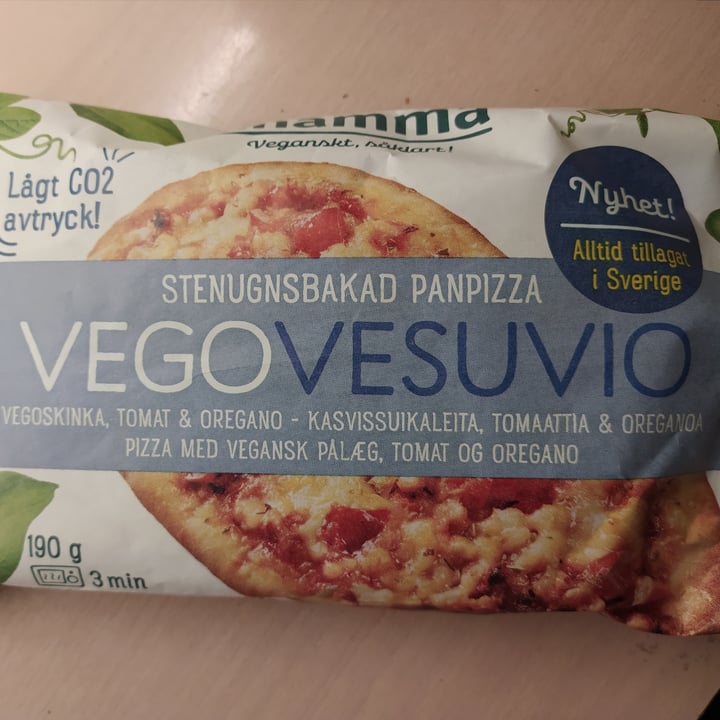 Veganskt, såklart!
Lågt CO2
avtryck!
Nyhet!
Alltid tillagat
i Sverige
STENUGNSBAKAD PANPIZZA
VEGOVESUVIO
VEGOSKINKA, TOMAT & OREGANO - KASVISSUIKALEITA, TOMAATTIA & OREGANOA
PIZZA MED VEGANSK PÅLÆG, TOMAT OG OREGANO
190 g
3 min